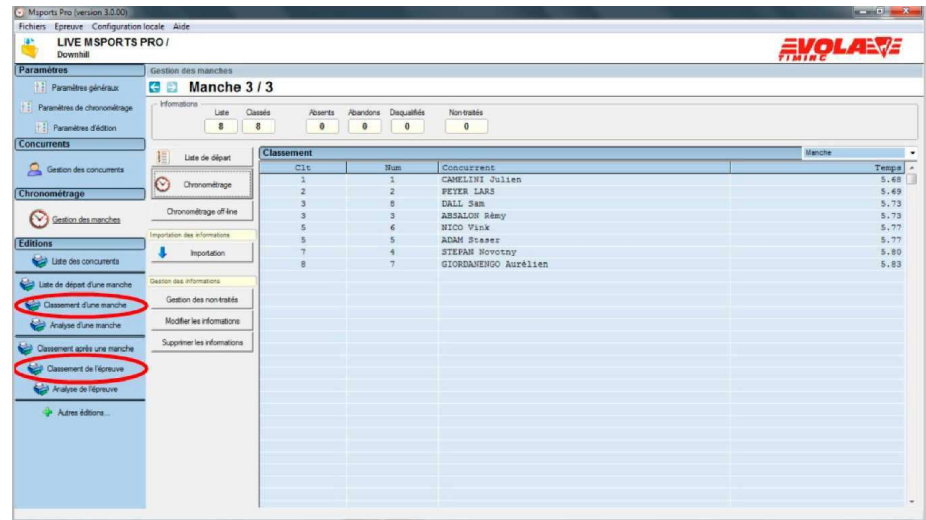 Msports Pro (version 3.0.00)
Fichiers Epreuve Configuration locale Aide
LIVE MSPORTS PRO /
Downhill
VOLA
TIMING
Paramètres
Paramètres généraux
Paramètres de chronométrage
Paramètres d'édition
Concurrents
Gestion des concurrents
Chronométrage
Gestion des manches
Editions
Liste des concurrents
Liste de départ d'une manche
Classement d'une manche
Analyse d'une manche
Classement après une manche
Classement de l'épreuve
Analyse de l'épreuve
Autres éditions...
Gestion des manches
Manche 3 / 3
Informations
Liste Classés Absents Abandons Disqualifiés Non traités
8 8 0 0 0 0
Liste de départ
Chronométrage
Chronométrage off-line
Importation des informations
Importation
Gestion des informations
Gestion des non-traités
Modifier les informations
Supprimer les informations
Classement Manche
Clt Num Concurrent Temps
1 1 CAMELINI Julien 5.68
2 2 PEYER LARS 5.69
3 8 DALL Sam 5.73
3 3 ABSALON Rémy 5.73
5 6 NICO Vink 5.77
5 5 ADAM Staser 5.77
7 4 STEPAN Novotny 5.80
8 7 GIORDANENGO Aurélien 5.83